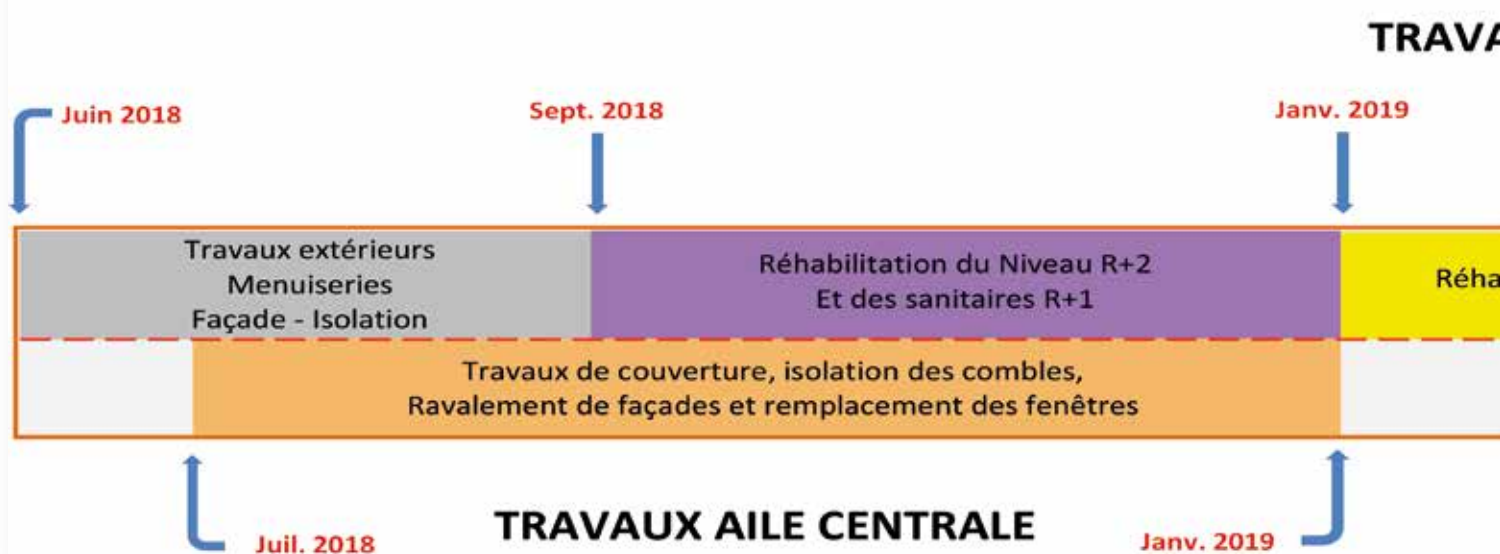 TRAVA
Juin 2018
Sept. 2018
Janv. 2019
Travaux extérieurs
Menuiseries
Façade - Isolation
Réhabilitation du Niveau R+2
Et des sanitaires R+1
Réha
Travaux de couverture, isolation des combles,
Ravalement de façades et remplacement des fenêtres
TRAVAUX AILE CENTRALE
Juil. 2018
Janv. 2019